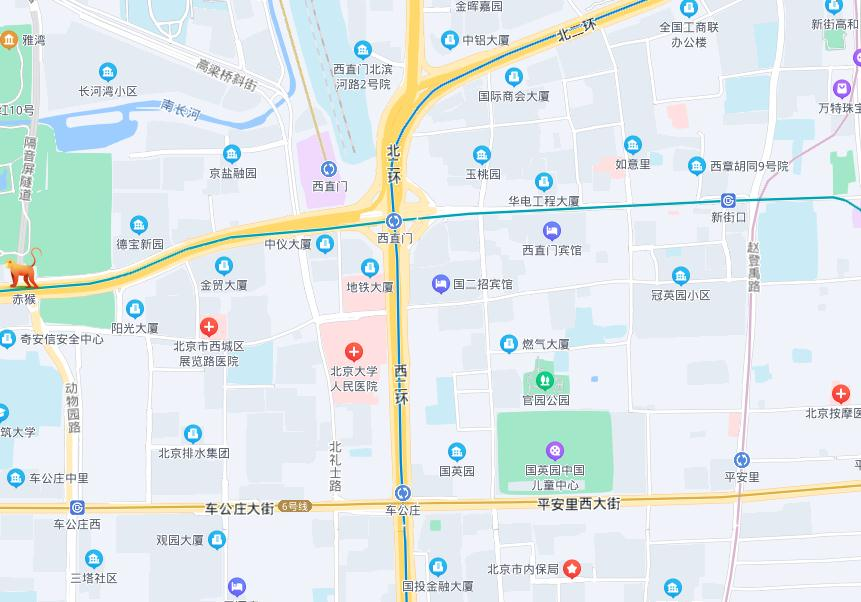 金晖嘉园
北二环
全国工商联
办公楼
新街高和
雅湾
中铝大厦
西直门北滨
河路2号院
高梁桥斜街
长河湾小区
国际商会大厦
万特珠宝
红10号
南长河
隔音屏隧道
京盐融园
西直门
北二环
玉桃园
如意里
西章胡同9号院
华电工程大厦
新街口
德宝新园
中仪大厦
西直门
西直门宾馆
赵登禹路
金贸大厦
地铁大厦
国二招宾馆
冠英园小区
赤猴
阳光大厦
奇安信安全中心
北京市西城区
展览路医院
北京大学
人民医院
燃气大厦
西二环
官园公园
动物园路
筑大学
北京按摩医
北京排水集团
北礼士路
国英园
国英园中国
儿童中心
平安里
平
车公庄中里
车公庄西
车公庄大街
6号线
车公庄
平安里西大街
观园大厦
三塔社区
国投金融大厦
北京市内保局